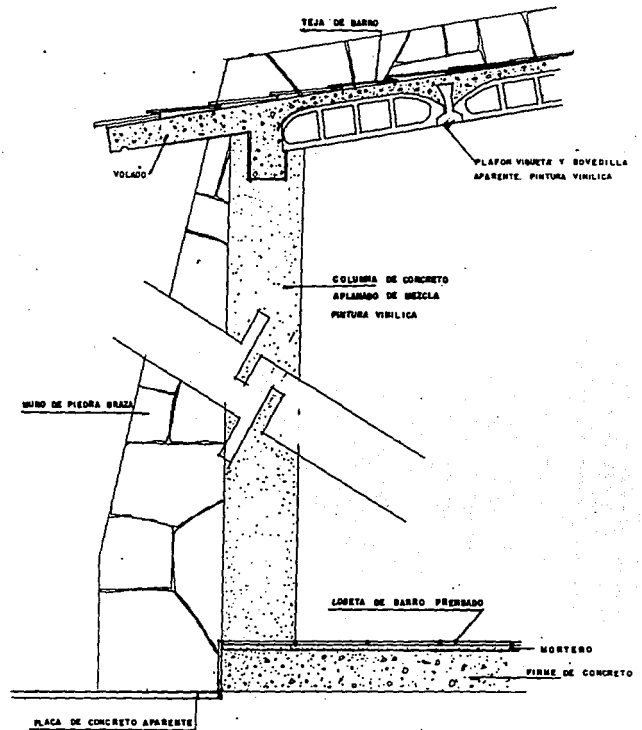 TEJA DE BARRO
VOLADO
PLAFON VIGUETA Y BOVEDILLA
APARENTE. PINTURA VINILICA
COLUMNA DE CONCRETO
APLANADO DE MEZCLA
PINTURA VINILICA
MURO DE PIEDRA BRAZA
LOSETA DE BARRO PRENSADO
MORTERO
FIRME DE CONCRETO
PLACA DE CONCRETO APARENTE